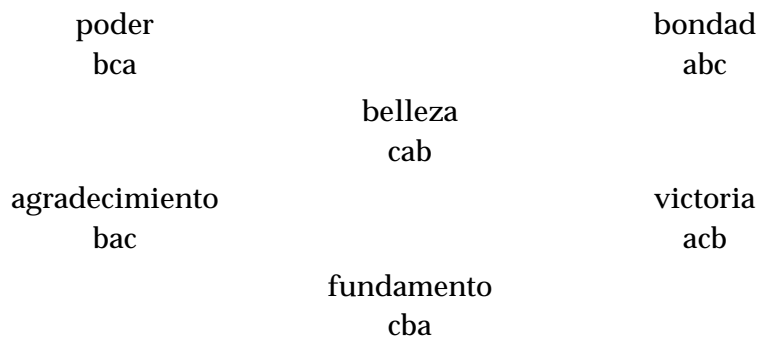 poder bondad
bca abc
belleza
cab
agradecimiento victoria
bac acb
fundamento
cba